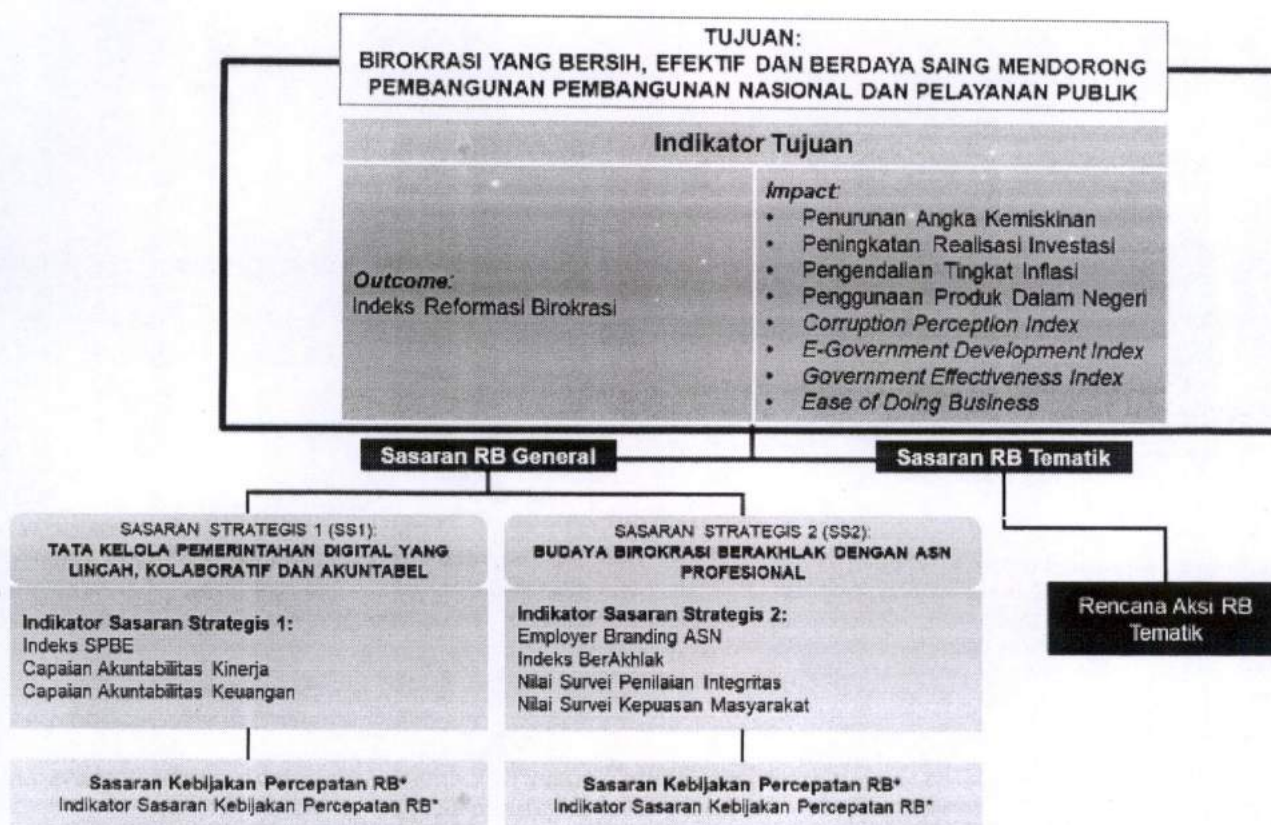 TUJUAN:
BIROKRASI YANG BERSIH, EFEKTIF DAN BERDAYA SAING MENDORONG
PEMBANGUNAN PEMBANGUNAN NASIONAL DAN PELAYANAN PUBLIK
Indikator Tujuan
Outcome:
Indeks Reformasi Birokrasi
Impact:
• Penurunan Angka Kemiskinan
• Peningkatan Realisasi Investasi
• Pengendalian Tingkat Inflasi
• Penggunaan Produk Dalam Negeri
• Corruption Perception Index
• E-Government Development Index
• Government Effectiveness Index
• Ease of Doing Business
Sasaran RB General
Sasaran RB Tematik
SASARAN STRATEGIS 1 (SS1):
TATA KELOLA PEMERINTAHAN DIGITAL YANG
LINCAH, KOLABORATIF DAN AKUNTABEL
Indikator Sasaran Strategis 1:
Indeks SPBE
Capaian Akuntabilitas Kinerja
Capaian Akuntabilitas Keuangan
Sasaran Kebijakan Percepatan RB*
Indikator Sasaran Kebijakan Percepatan RB*
SASARAN STRATEGIS 2 (SS2):
BUDAYA BIROKRASI BERAKHLAK DENGAN ASN
PROFESIONAL
Indikator Sasaran Strategis 2:
Employer Branding ASN
Indeks BerAkhlak
Nilai Survei Penilaian Integritas
Nilai Survei Kepuasan Masyarakat
Sasaran Kebijakan Percepatan RB*
Indikator Sasaran Kebijakan Percepatan RB*
Rencana Aksi RB
Tematik